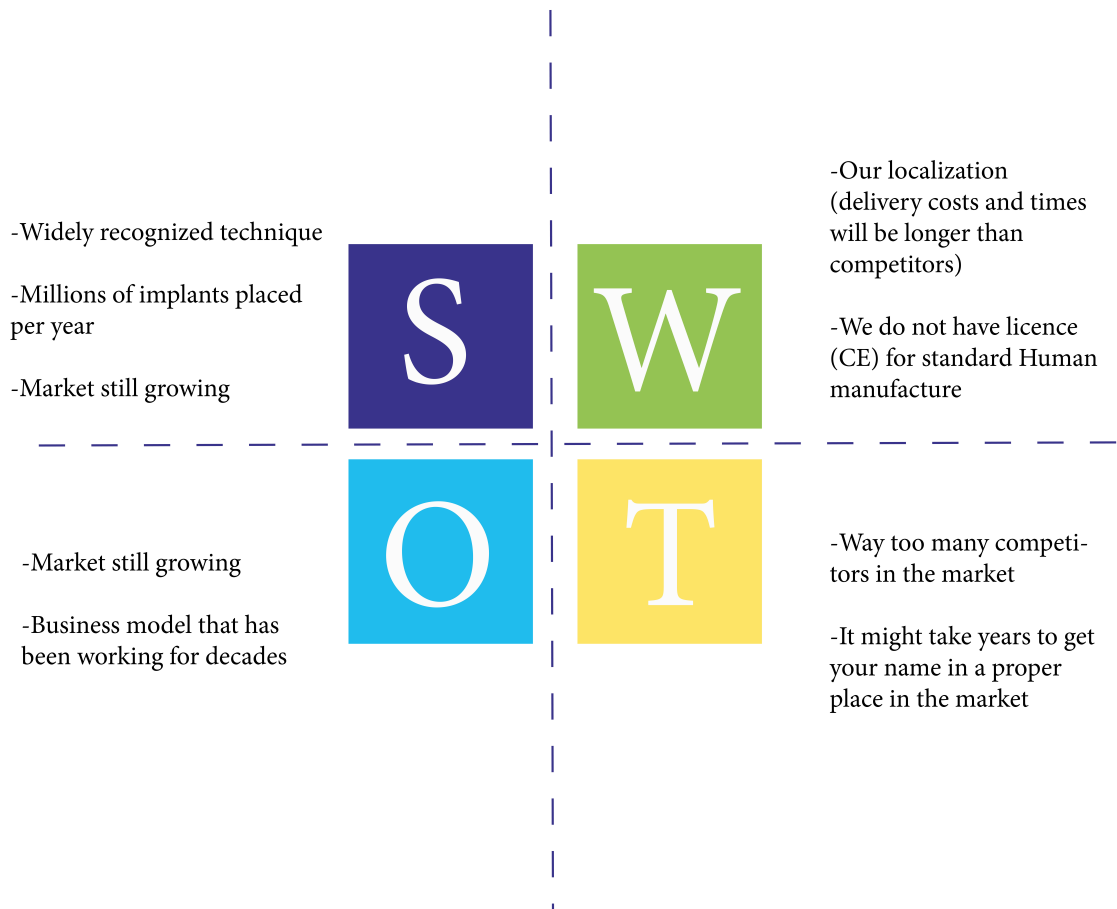 -Widely recognized technique
-Millions of implants placed
per year
-Market still growing
S
W
-Our localization
(delivery costs and times
will be longer than
competitors)
-We do not have licence
(CE) for standard Human
manufacture
-Market still growing
-Business model that has
been working for decades
O
T
-Way too many competi-
tors in the market
-It might take years to get
your name in a proper
place in the market